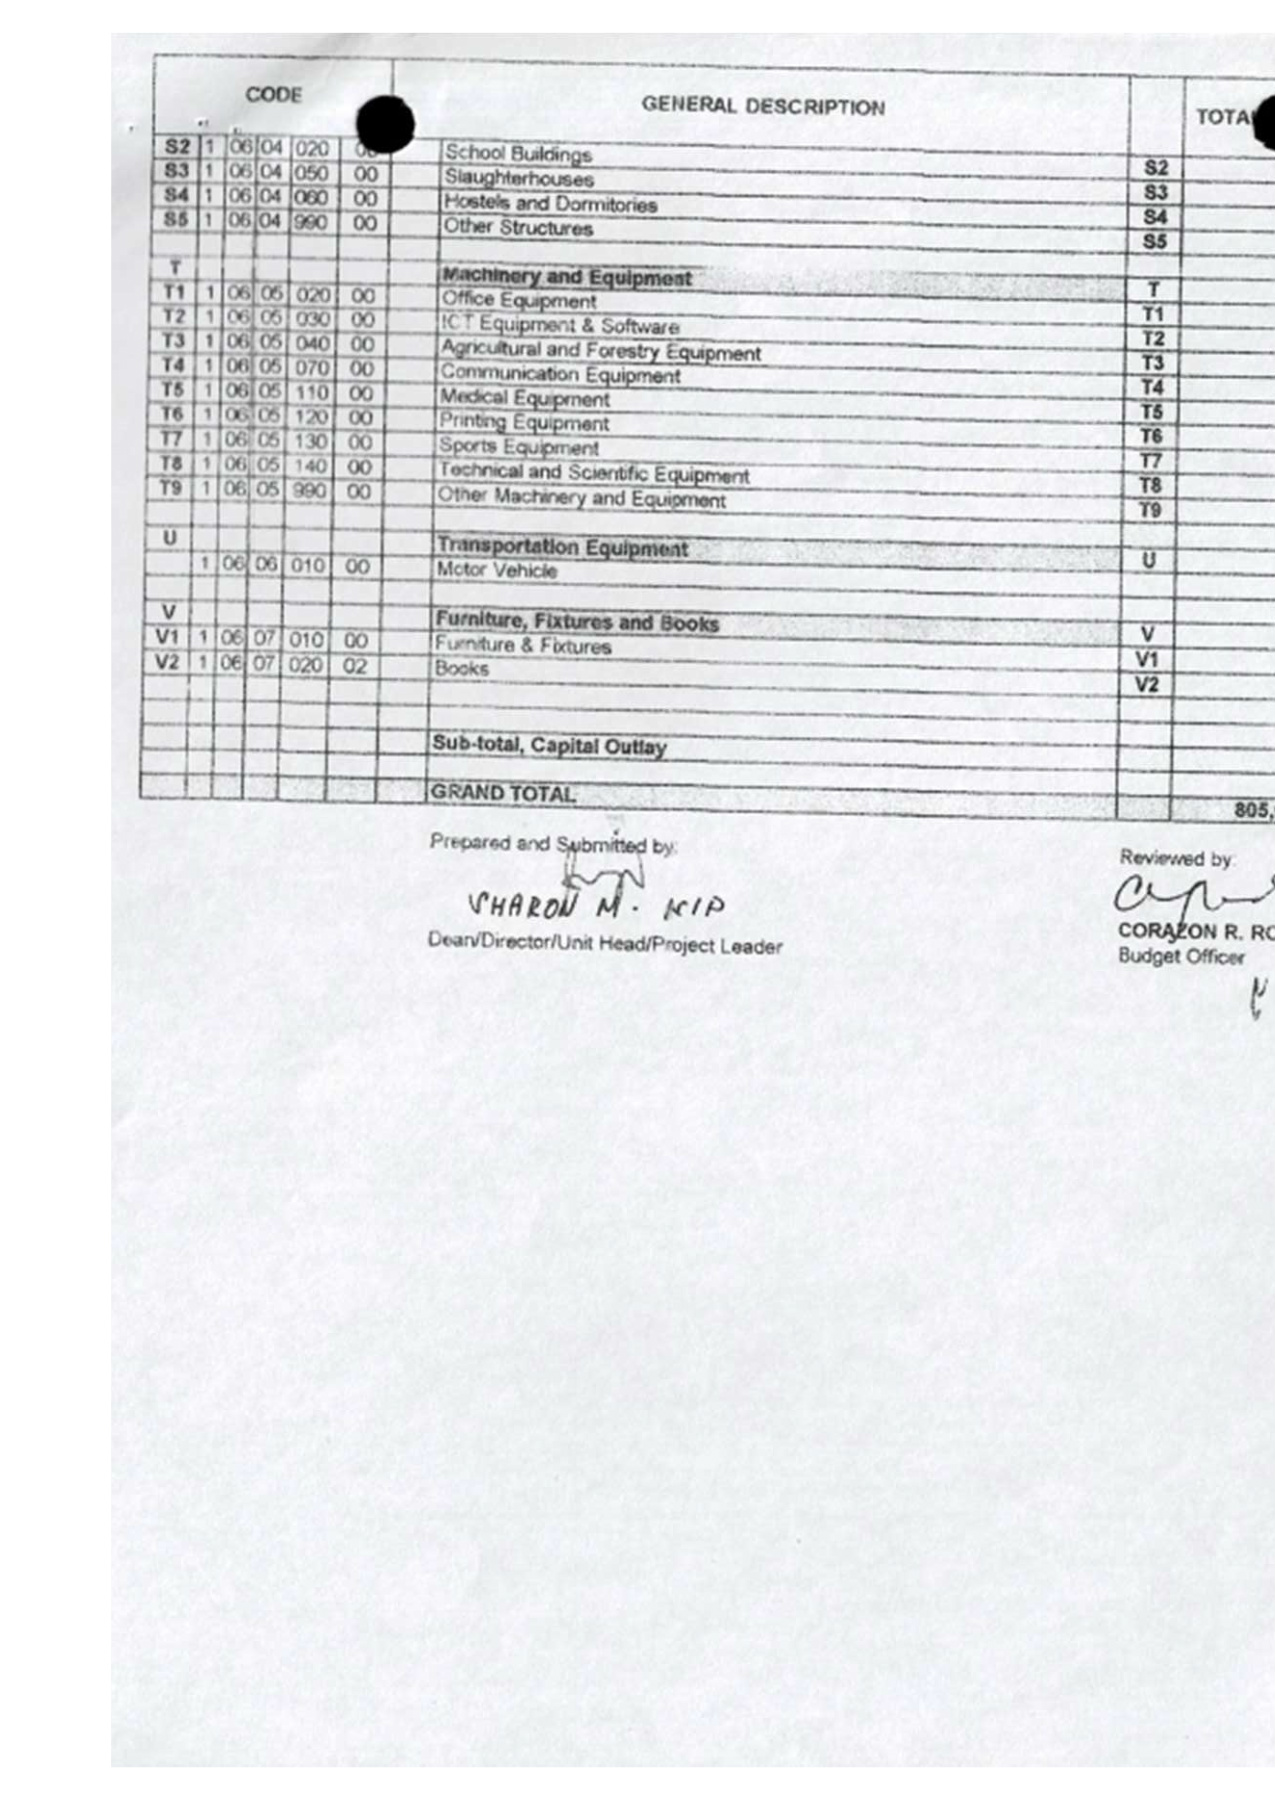 CODE GENERAL DESCRIPTION TOTA
S2 1 06 04 020 00 School Buildings S2
S3 1 06 04 050 00 Slaughterhouses S3
S4 1 06 04 060 00 Hostels and Dormitories S4
S5 1 06 04 990 00 Other Structures S5
T Machinery and Equipment T
T1 1 06 05 020 00 Office Equipment T1
T2 1 06 05 030 00 ICT Equipment & Software T2
T3 1 06 05 040 00 Agricultural and Forestry Equipment T3
T4 1 06 05 070 00 Communication Equipment T4
T5 1 06 05 110 00 Medical Equipment T5
T6 1 06 05 120 00 Printing Equipment T6
T7 1 06 05 130 00 Sports Equipment T7
T8 1 06 05 140 00 Technical and Scientific Equipment T8
T9 1 06 05 990 00 Other Machinery and Equipment T9
U Transportation Equipment U
1 06 06 010 00 Motor Vehicle
V Furniture, Fixtures and Books V
V1 1 06 07 010 00 Furniture & Fixtures V1
V2 1 06 07 020 02 Books V2
Sub-total, Capital Outlay
GRAND TOTAL 805,
Prepared and Submitted by: Reviewed by:
SHARON M.
CORAZON R. RO
Dean/Director/Unit Head/Project Leader Budget Officer